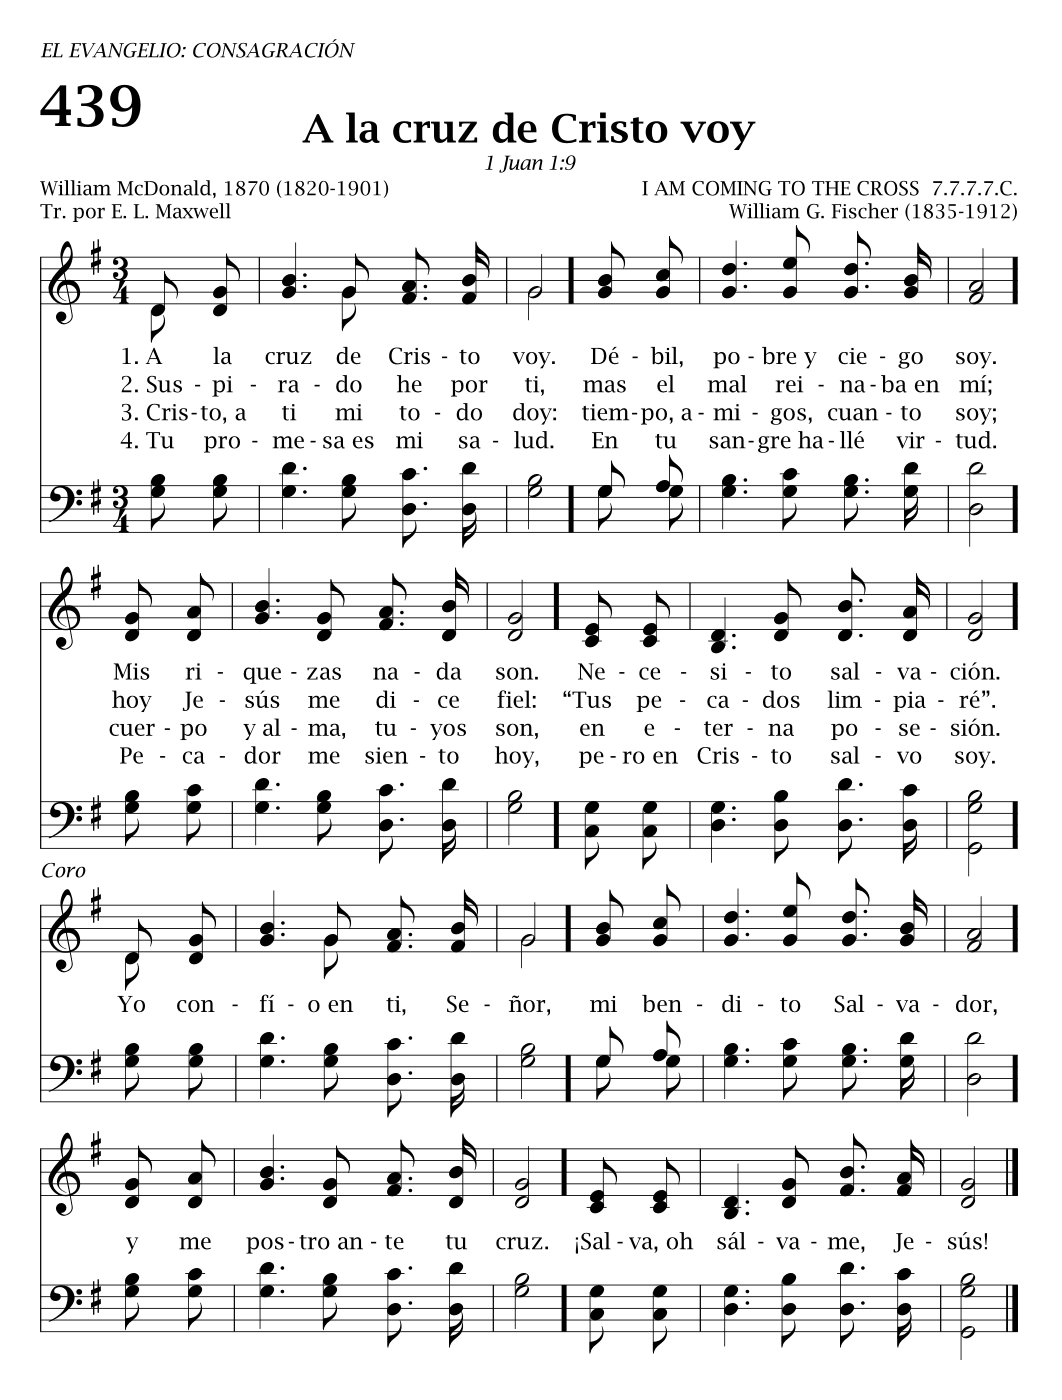 EL EVANGELIO: CONSAGRACIÓN
439
A la cruz de Cristo voy
1 Juan 1:9
William McDonald, 1870 (1820-1901) I AM COMING TO THE CROSS 7.7.7.7.C.
Tr. por E. L. Maxwell William G. Fischer (1835-1912)
3 4
1. A la cruz de Cris - to voy. Dé - bil, po - bre y cie - go soy.
2. Sus - pi - ra - do he por ti, mas el mal rei - na - ba en mí;
3. Cris - to, a ti mi to - do doy: tiem - po, a - mi - gos, cuan - to soy;
4. Tu pro - me - sa es mi sa - lud. En tu san - gre ha - llé vir - tud.
3 4
Mis ri - que - zas na - da son. Ne - ce - si - to sal - va - ción.
hoy Je - sús me di - ce fiel: “Tus pe - ca - dos lim - pia - ré”.
cuer - po y al - ma, tu - yos son, en e - ter - na po - se - sión.
Pe - ca - dor me sien - to hoy, pe - ro en Cris - to sal - vo soy.
Coro
Yo con - fí - o en ti, Se - ñor, mi ben - di - to Sal - va - dor,
y me pos - tro an - te tu cruz. ¡Sal - va, oh sál - va - me, Je - sús!